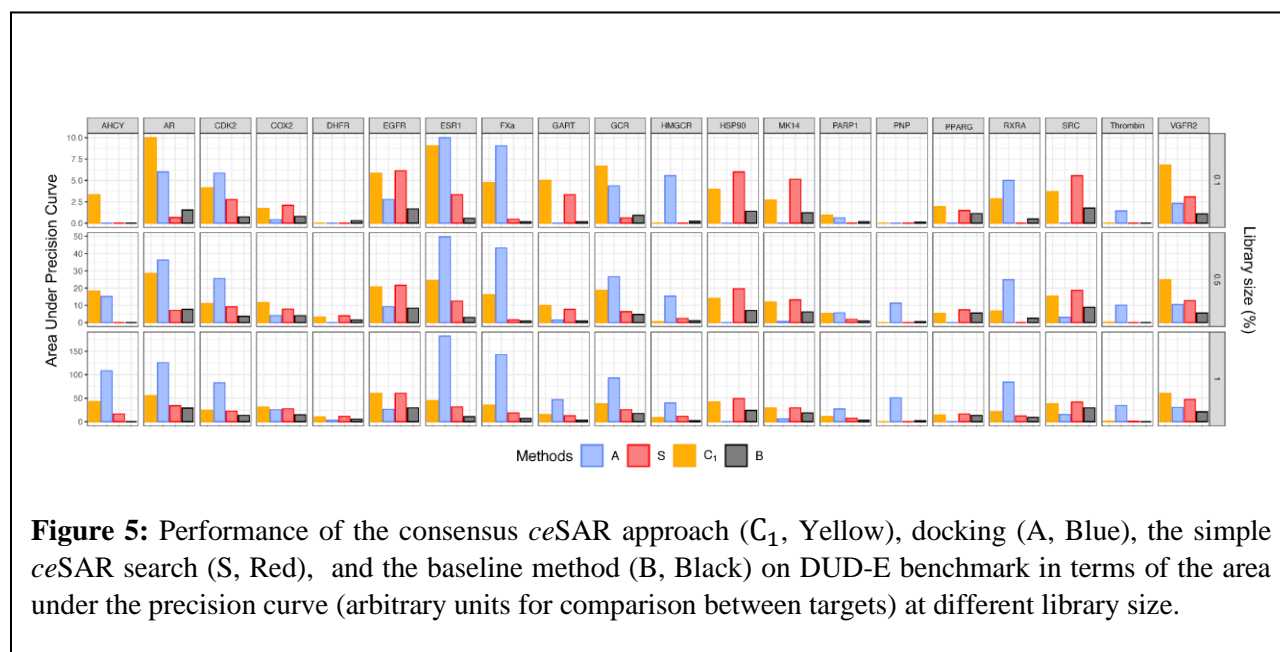 AHCY AR CDK2 COX2 DHFR EGFR ESR1 FXa GART GCR HMGCR HSP90 MK14 PARP1 PNP PPARG RXRA SRC Thrombin VGFR2
Area Under Precision Curve
10.0
7.5
5.0
2.5
0.0
0.1
50
40
30
20
10
0
0.5
150
100
50
0
1
Library size (%)
Methods A S C₁ B
Figure 5: Performance of the consensus ceSAR approach (C₁, Yellow), docking (A, Blue), the simple
ceSAR search (S, Red), and the baseline method (B, Black) on DUD-E benchmark in terms of the area
under the precision curve (arbitrary units for comparison between targets) at different library size.